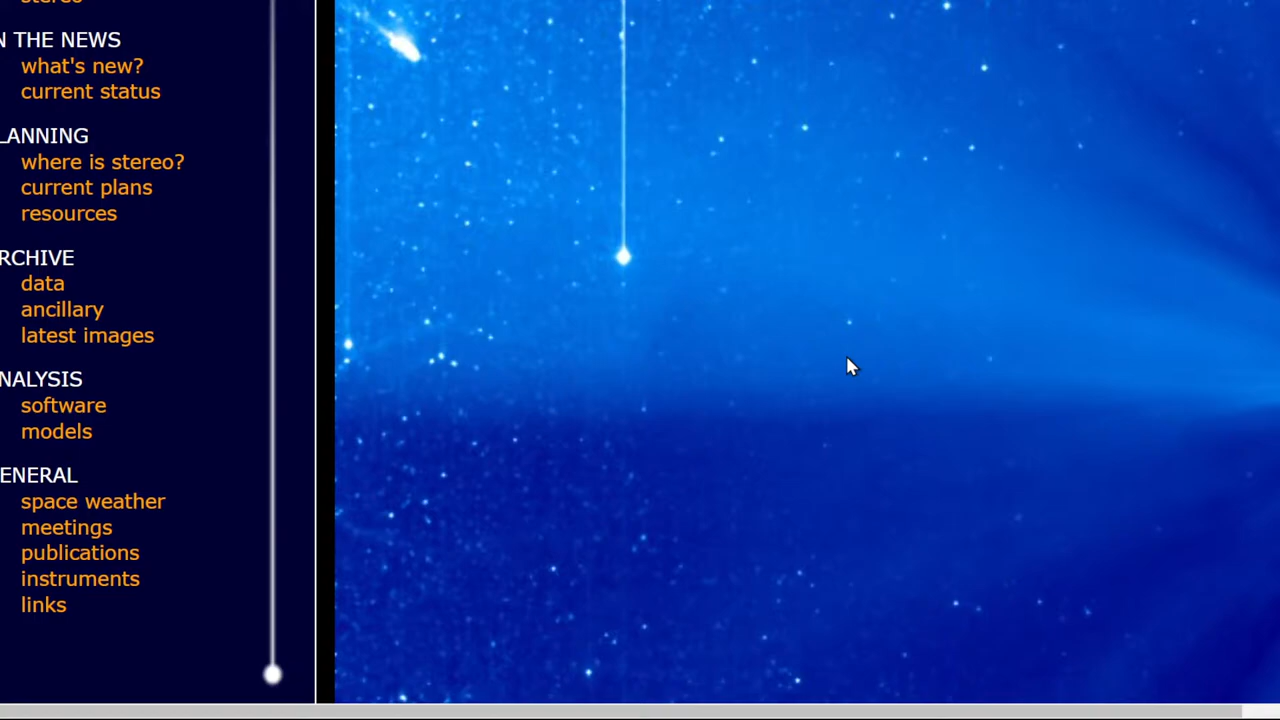 stereo
N THE NEWS
what's new?
current status
LANNING
where is stereo?
current plans
resources
RCHIVE
data
ancillary
latest images
NALYSIS
software
models
ENERAL
space weather
meetings
publications
instruments
links